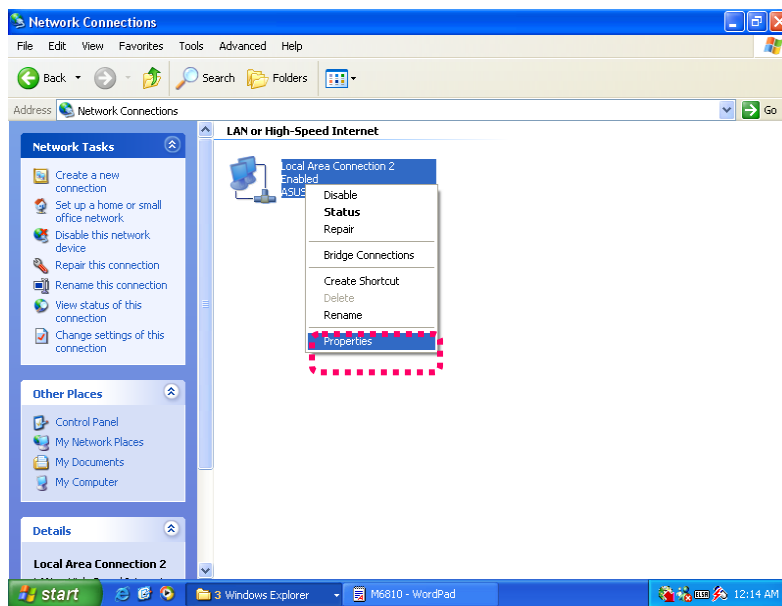 Network Connections
File Edit View Favorites Tools Advanced Help
Back Search Folders
Address Network Connections Go
Network Tasks
Create a new
connection
Set up a home or small
office network
Disable this network
device
Repair this connection
Rename this connection
View status of this
connection
Change settings of this
connection
Other Places
Control Panel
My Network Places
My Documents
My Computer
Details
Local Area Connection 2
LAN or High-Speed Internet
Local Area Connection 2
Enabled
ASUS
Disable
Status
Repair
Bridge Connections
Create Shortcut
Delete
Rename
Properties
start 3 Windows Explorer M6810 - WordPad 12:14 AM